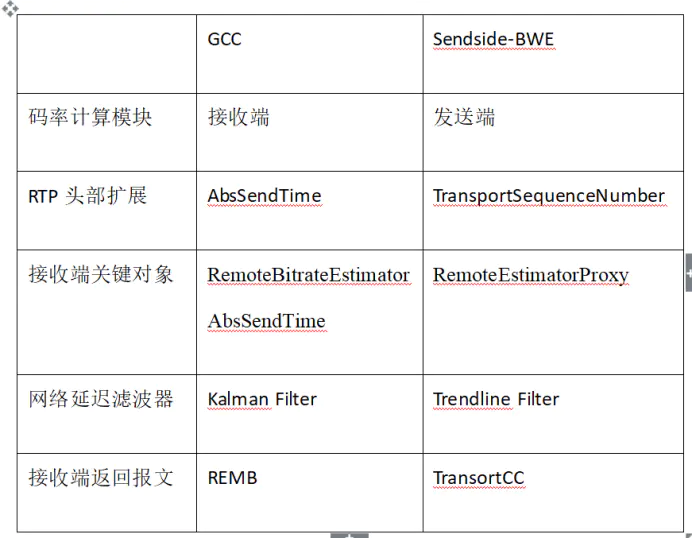 GCC Sendside-BWE
码率计算模块 接收端 发送端
RTP 头部扩展 AbsSendTime TransportSequenceNumber
接收端关键对象 RemoteBitrateEstimator RemoteEstimatorProxy
AbsSendTime
网络延迟滤波器 Kalman Filter Trendline Filter
接收端返回报文 REMB TransortCC